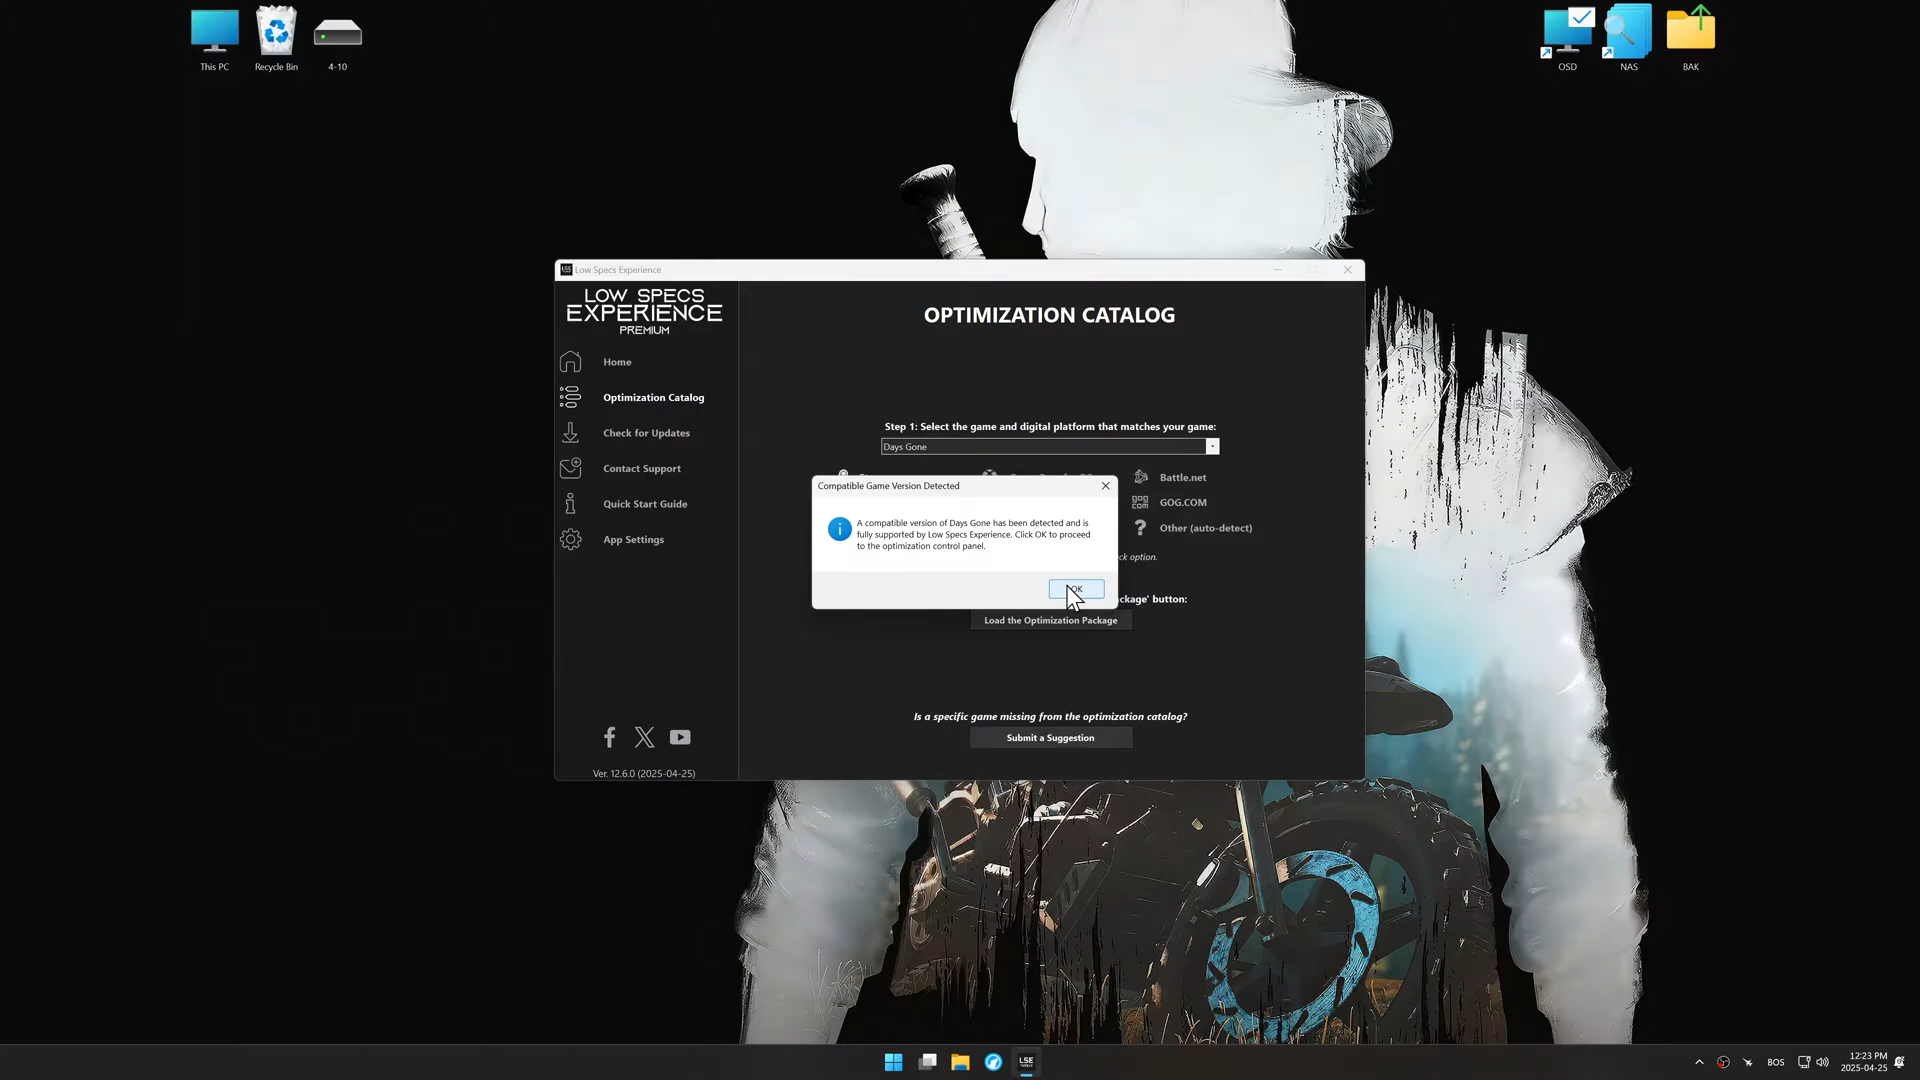 This PC
Recycle Bin
4-10
OSD
NAS
BAK
LSE
Low Specs Experience
LOW SPECS
EXPERIENCE
PREMIUM
Home
Optimization Catalog
Check for Updates
Contact Support
Quick Start Guide
App Settings
Ver. 12.6.0 (2025-04-25)
OPTIMIZATION CATALOG
Step 1: Select the game and digital platform that matches your game:
Days Gone
Battle.net
GOG.COM
Other (auto-detect)
option.
Compatible Game Version Detected
A compatible version of Days Gone has been detected and is
fully supported by Low Specs Experience. Click OK to proceed
to the optimization control panel.
OK
button:
Load the Optimization Package
Is a specific game missing from the optimization catalog?
Submit a Suggestion
LSE
BOS
12:23 PM
2025-04-25